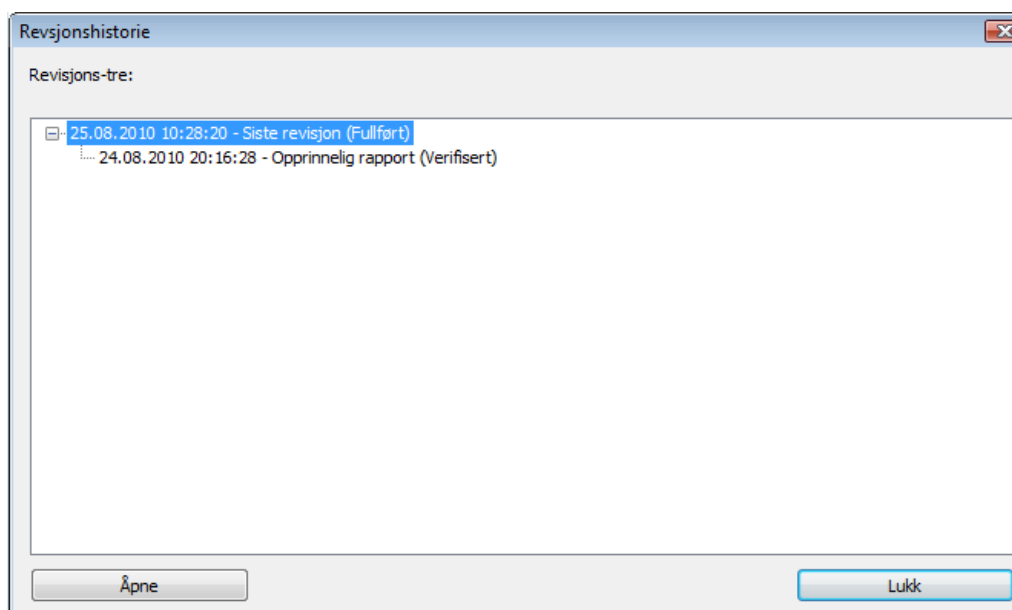 Revsjonshistorie
Revisjons-tre:
25.08.2010 10:28:20 - Siste revisjon (Fullført)
24.08.2010 20:16:28 - Opprinnelig rapport (Verifisert)
Åpne
Lukk